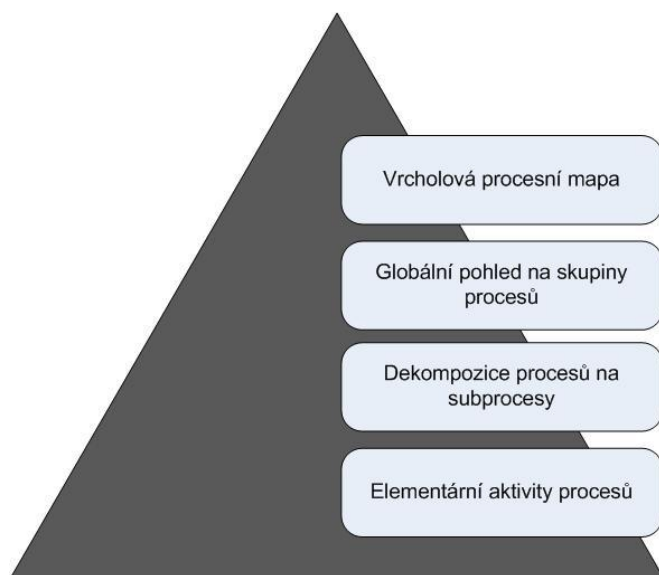 Vrcholová procesní mapa
Globální pohled na skupiny
procesů
Dekompozice procesů na
subprocesy
Elementární aktivity procesů